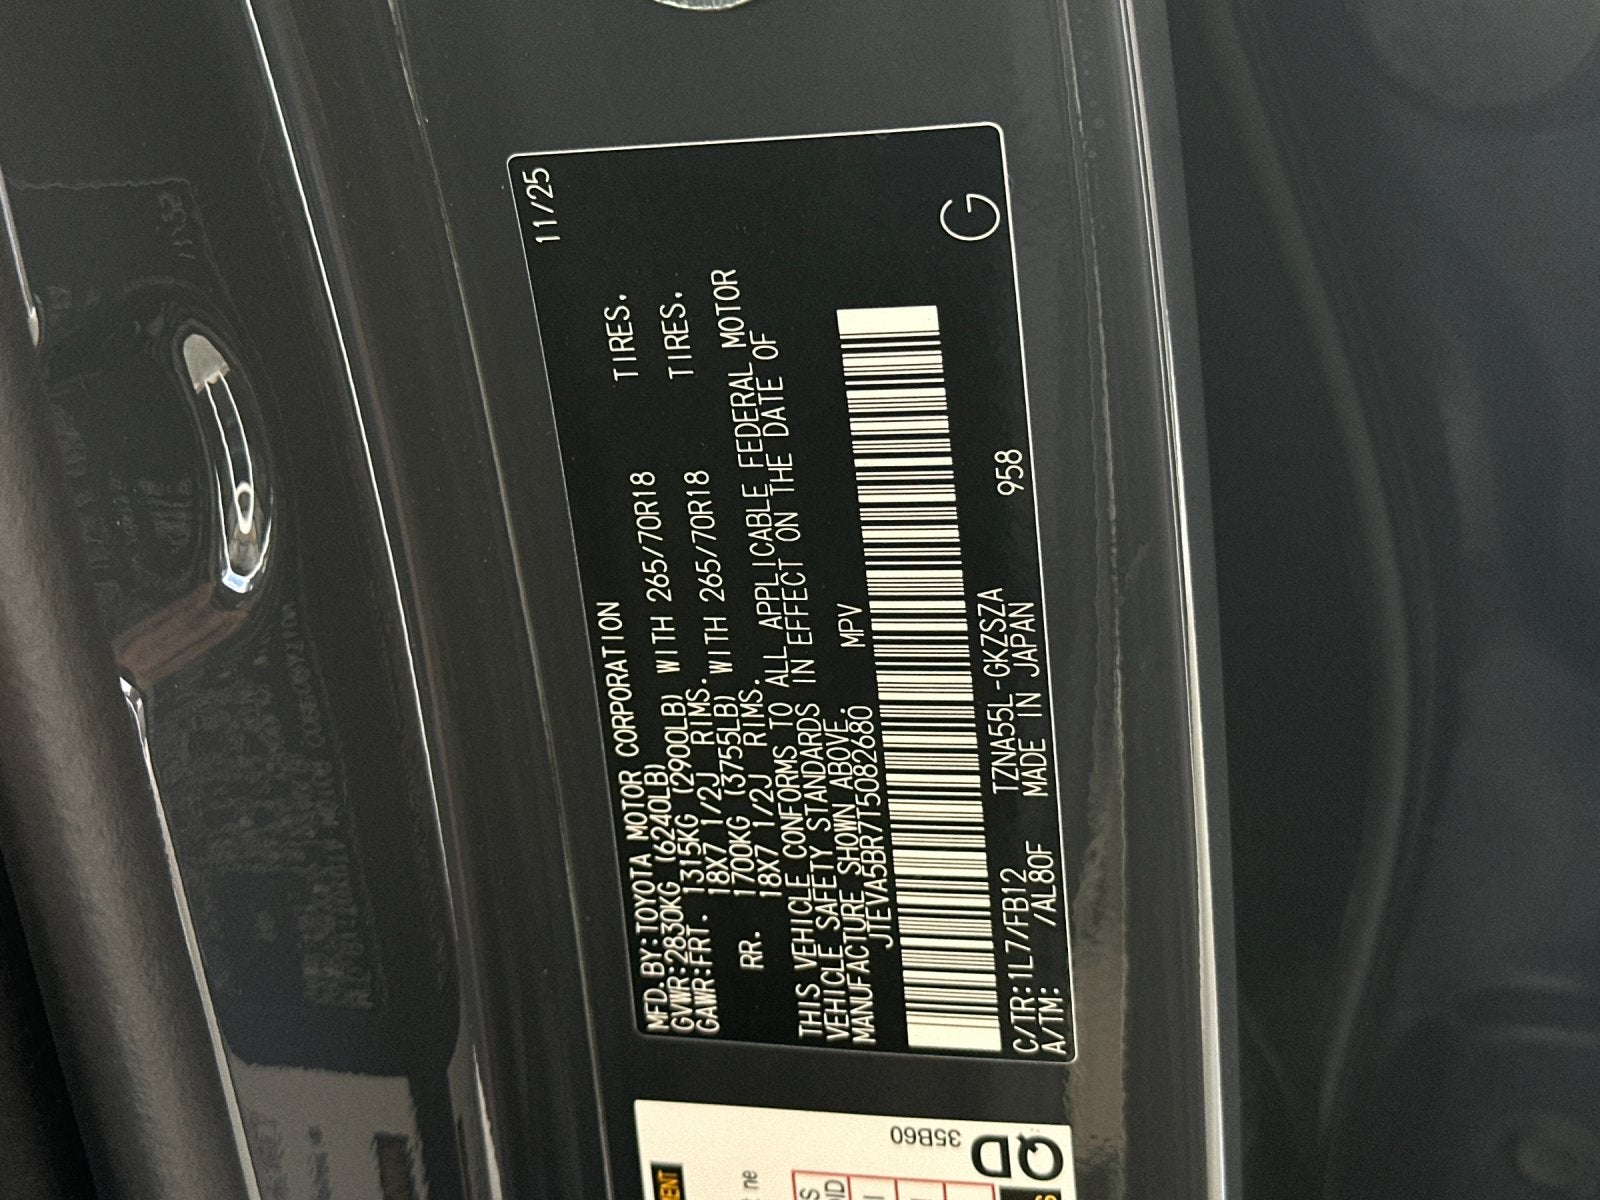 MFD.BY:TOYOTA MOTOR CORPORATION 11/25
GVWR:2830KG (6240LB)
GAWR:FRT. 1315KG (2900LB) WITH 265/70R18 TIRES.
18X7 1/2J RIMS.
RR. 1700KG (3755LB) WITH 265/70R18 TIRES.
18X7 1/2J RIMS.
THIS VEHICLE CONFORMS TO ALL APPLICABLE FEDERAL MOTOR
VEHICLE SAFETY STANDARDS IN EFFECT ON THE DATE OF
MANUFACTURE SHOWN ABOVE.
JTEVA5BR7T5082680 MPV
C/TR:1L7/FB12 TZNA55L-GKZSZA 958 G
A/TM: /AL80F MADE IN JAPAN
35B60
QD